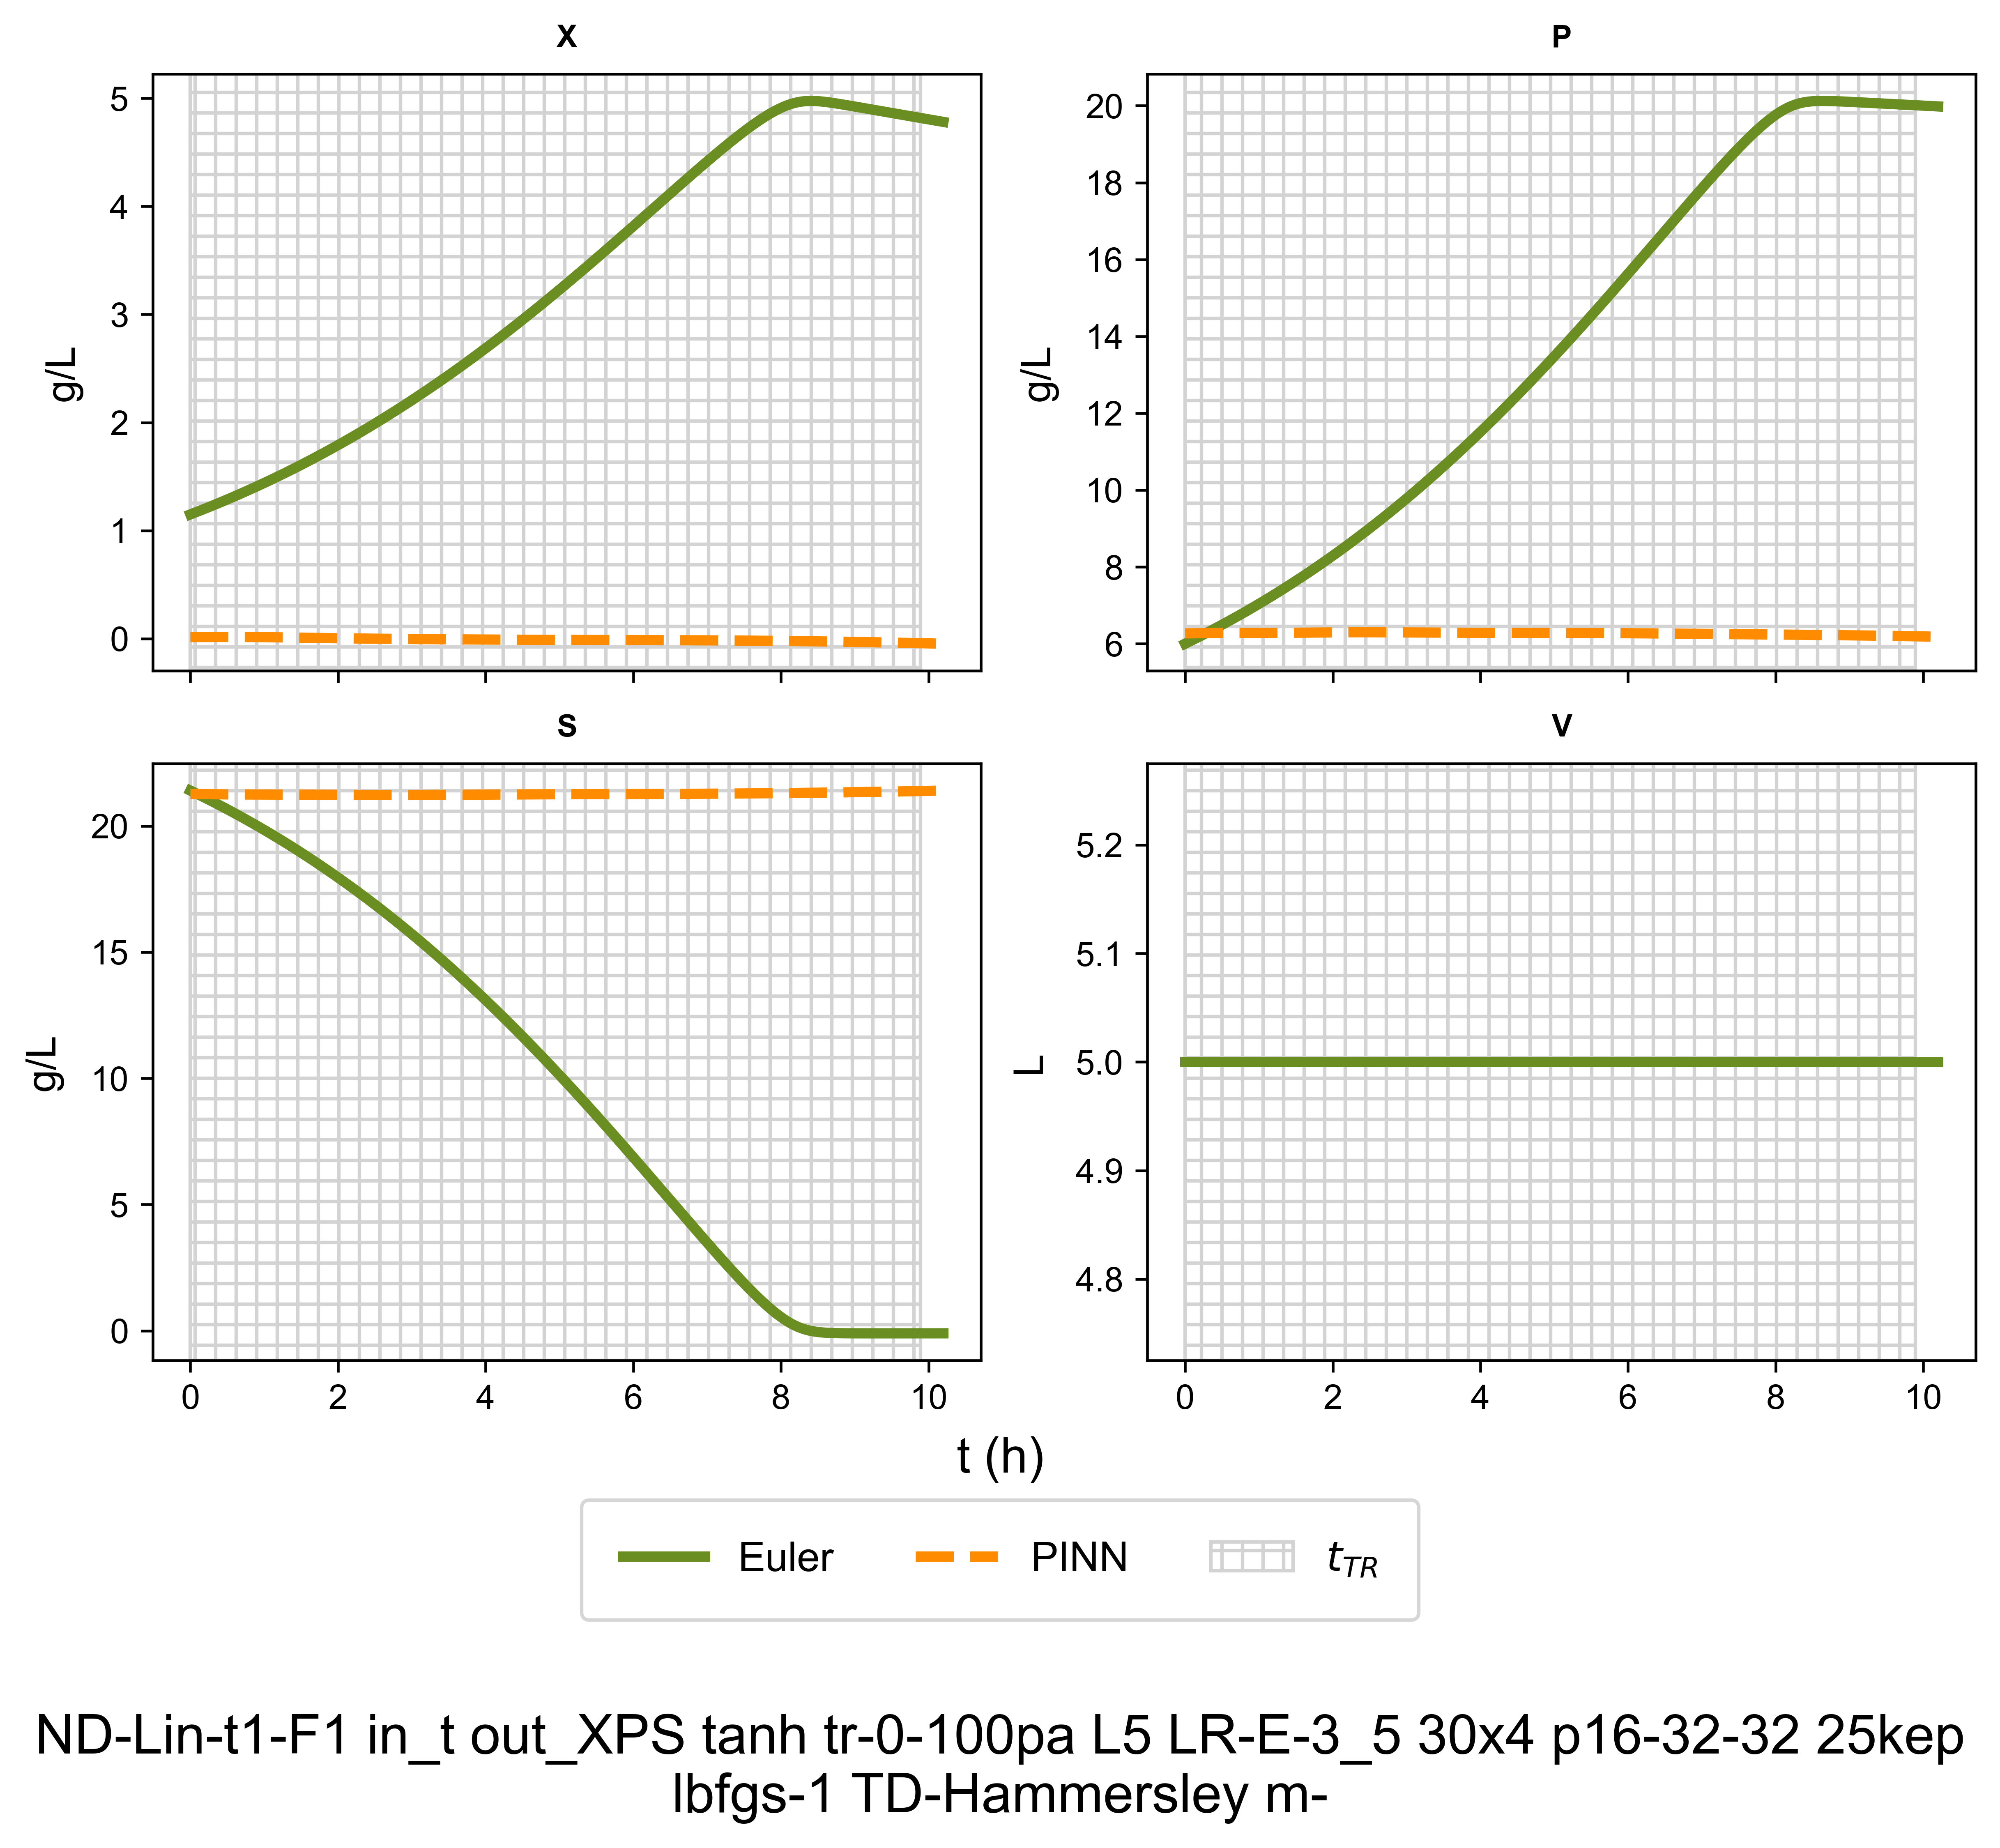 X
P
5
4
3
2
1
0
g/L
20
18
16
14
12
10
8
6
g/L
S
V
20
15
10
5
0
g/L
0 2 4 6 8 10
5.2
5.1
5.0
4.9
4.8
L
0 2 4 6 8 10
t (h)
Euler PINN t_TR
ND-Lin-t1-F1 in_t out_XPS tanh tr-0-100pa L5 LR-E-3_5 30x4 p16-32-32 25kep
lbfgs-1 TD-Hammersley m-